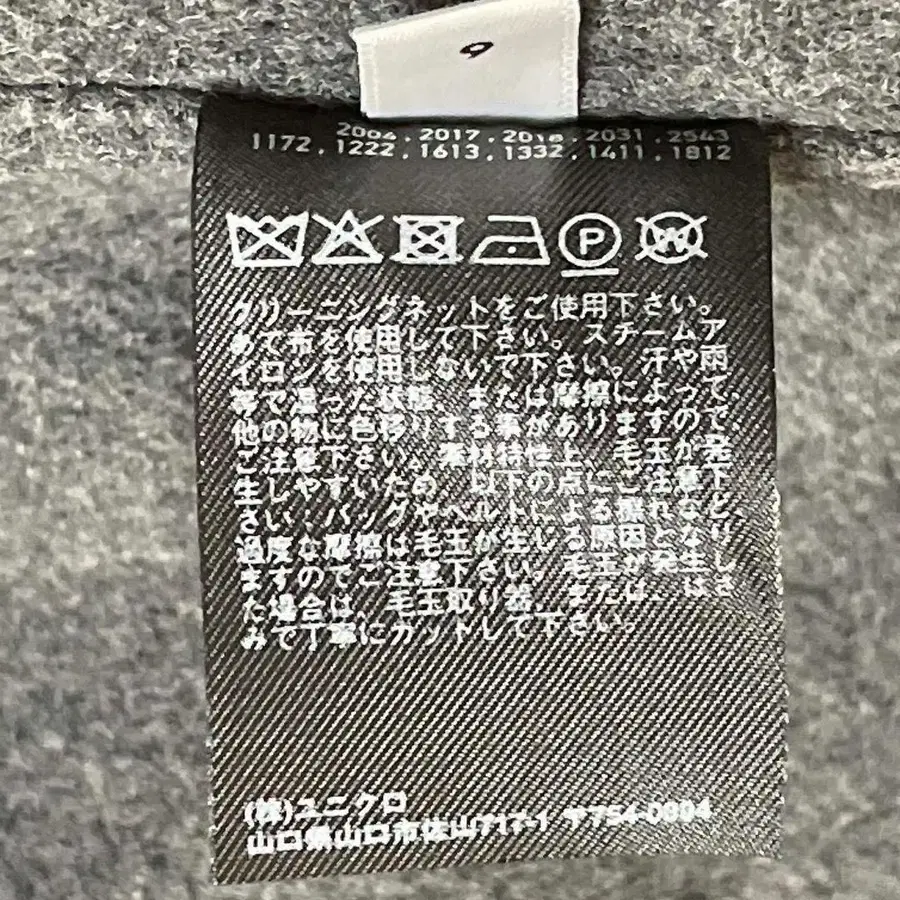 9
2004 , 2017 , 2018 , 2031 , 2543
1172 , 1222 , 1613 , 1332 , 1411 , 1812
P
W
クリーニングネットをご使用下さい。
あて布を使用して下さい。スチームア
イロンを使用しないで下さい。汗や雨
等で湿った状態、または摩擦によって
他の物に色移りする事がありますので
ご注意下さい。素材特性上、毛玉が発
生しやすいため、以下の点にご注意下
さい:バッグやベルトによる擦れなど
過度な摩擦は毛玉が生じる原因となり
ますのでご注意下さい。毛玉が発生し
た場合は、毛玉取り器、またははさ
みで丁寧にカットして下さい。
(株)ユニクロ
山口県山口市佐山717-1 〒754-0894